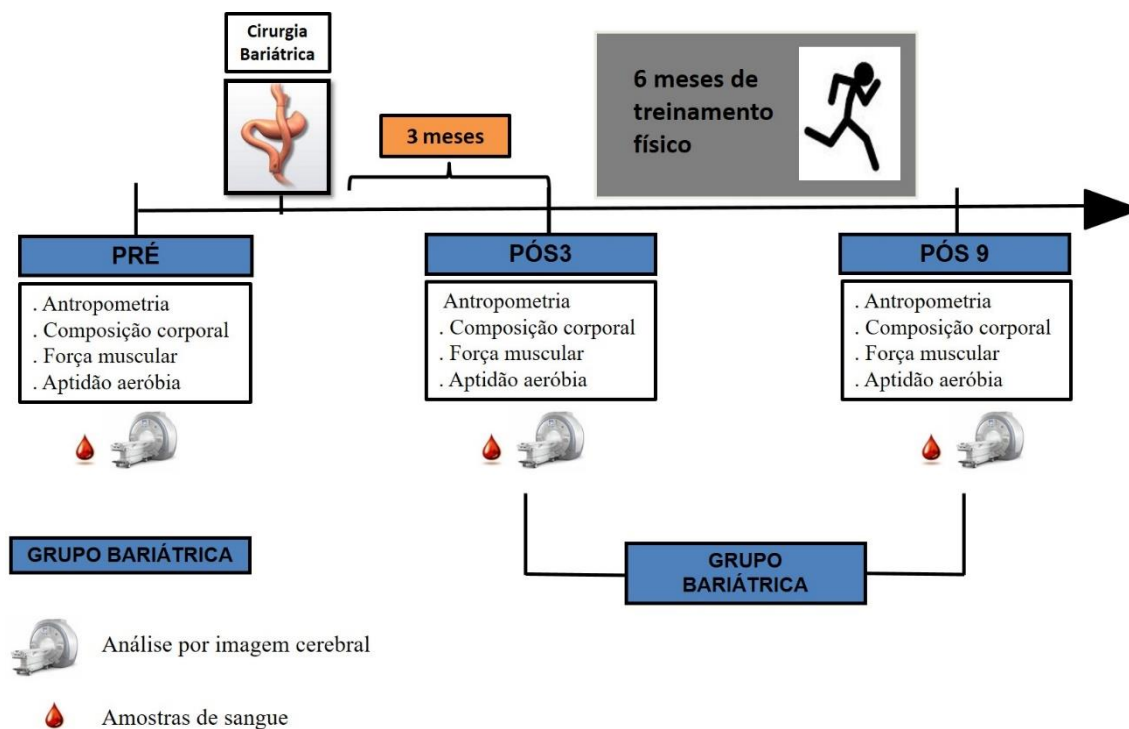 Cirurgia
Bariátrica
3 meses
6 meses de
treinamento
físico
PRÉ
. Antropometria
. Composição corporal
. Força muscular
. Aptidão aeróbia
PÓS3
Antropometria
. Composição corporal
. Força muscular
. Aptidão aeróbia
PÓS 9
. Antropometria
. Composição corporal
. Força muscular
. Aptidão aeróbia
GRUPO BARIÁTRICA
GRUPO
BARIÁTRICA
Análise por imagem cerebral
Amostras de sangue